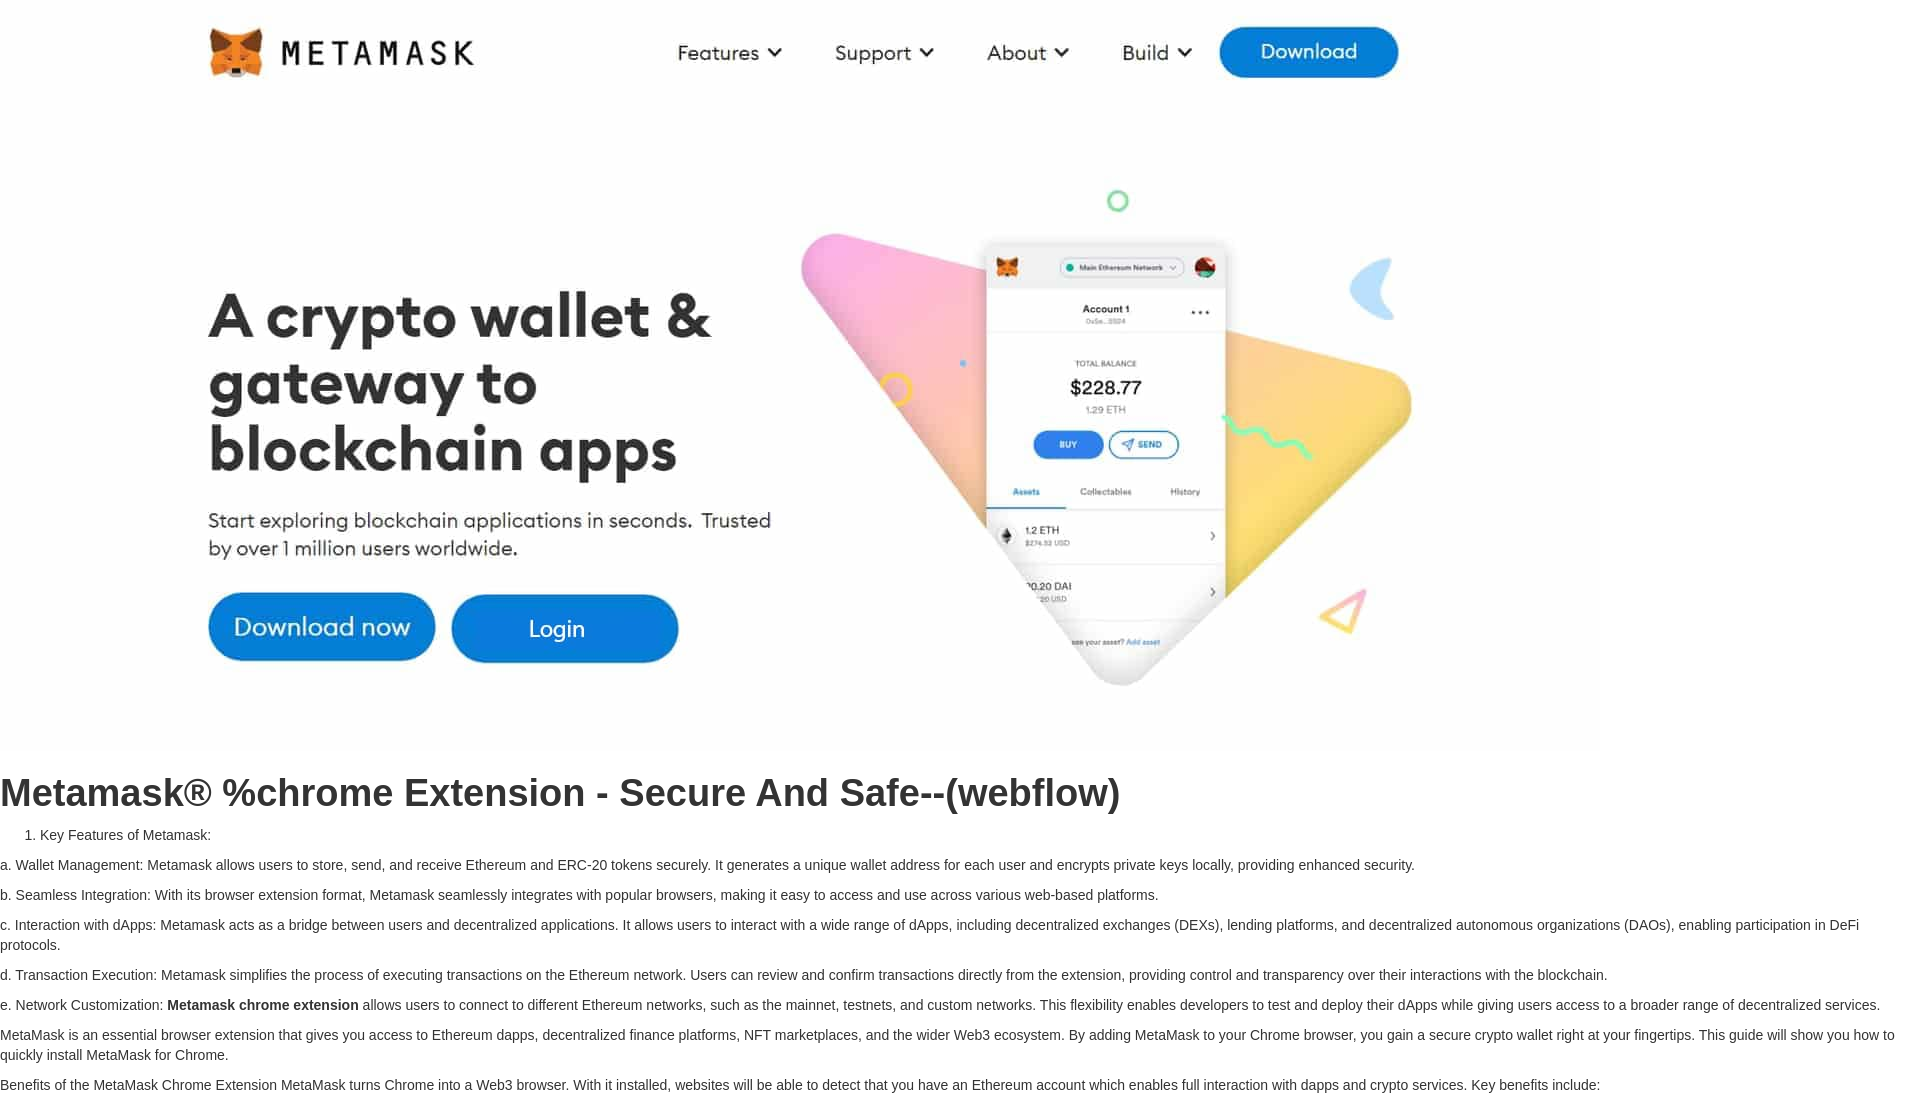 METAMASK
Features
Support
About
Build
Download
Main Ethereum Network
Account 1
TOTAL BALANCE
$228.77
1.29 ETH
BUY
SEND
Assets
Collectables
History
1.2 ETH
$274.32 USD
20 USD
see your asset? Add asset
A crypto wallet &
gateway to
blockchain apps
Start exploring blockchain applications in seconds. Trusted
by over 1 million users worldwide.
Download now
Login
Metamask® %chrome Extension - Secure And Safe--(webflow)
1. Key Features of Metamask:
a. Wallet Management: Metamask allows users to store, send, and receive Ethereum and ERC-20 tokens securely. It generates a unique wallet address for each user and encrypts private keys locally, providing enhanced security.
b. Seamless Integration: With its browser extension format, Metamask seamlessly integrates with popular browsers, making it easy to access and use across various web-based platforms.
c. Interaction with dApps: Metamask acts as a bridge between users and decentralized applications. It allows users to interact with a wide range of dApps, including decentralized exchanges (DEXs), lending platforms, and decentralized autonomous organizations (DAOs), enabling participation in DeFi
protocols.
d. Transaction Execution: Metamask simplifies the process of executing transactions on the Ethereum network. Users can review and confirm transactions directly from the extension, providing control and transparency over their interactions with the blockchain.
e. Network Customization: Metamask chrome extension allows users to connect to different Ethereum networks, such as the mainnet, testnets, and custom networks. This flexibility enables developers to test and deploy their dApps while giving users access to a broader range of decentralized services.
MetaMask is an essential browser extension that gives you access to Ethereum dapps, decentralized finance platforms, NFT marketplaces, and the wider Web3 ecosystem. By adding MetaMask to your Chrome browser, you gain a secure crypto wallet right at your fingertips. This guide will show you how to
quickly install MetaMask for Chrome.
Benefits of the MetaMask Chrome Extension MetaMask turns Chrome into a Web3 browser. With it installed, websites will be able to detect that you have an Ethereum account which enables full interaction with dapps and crypto services. Key benefits include: